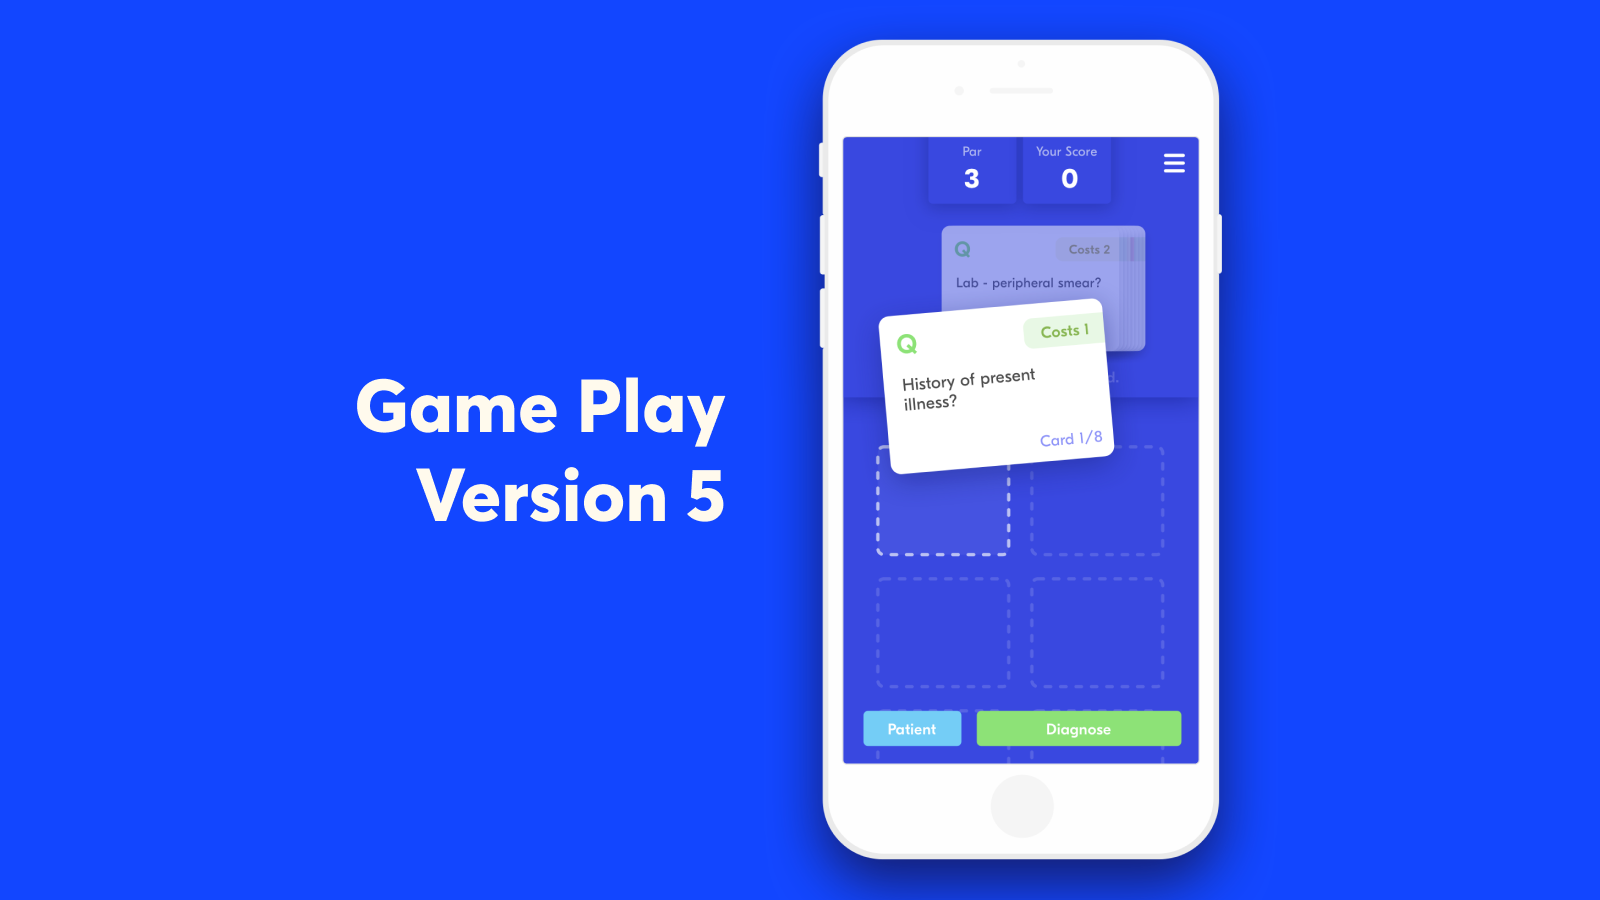 Game Play
Version 5
Par
3
Your Score
0
Q
Costs 2
Lab - peripheral smear?
Q
Costs 1
History of present
illness?
Card 1/8
d.
Patient
Diagnose